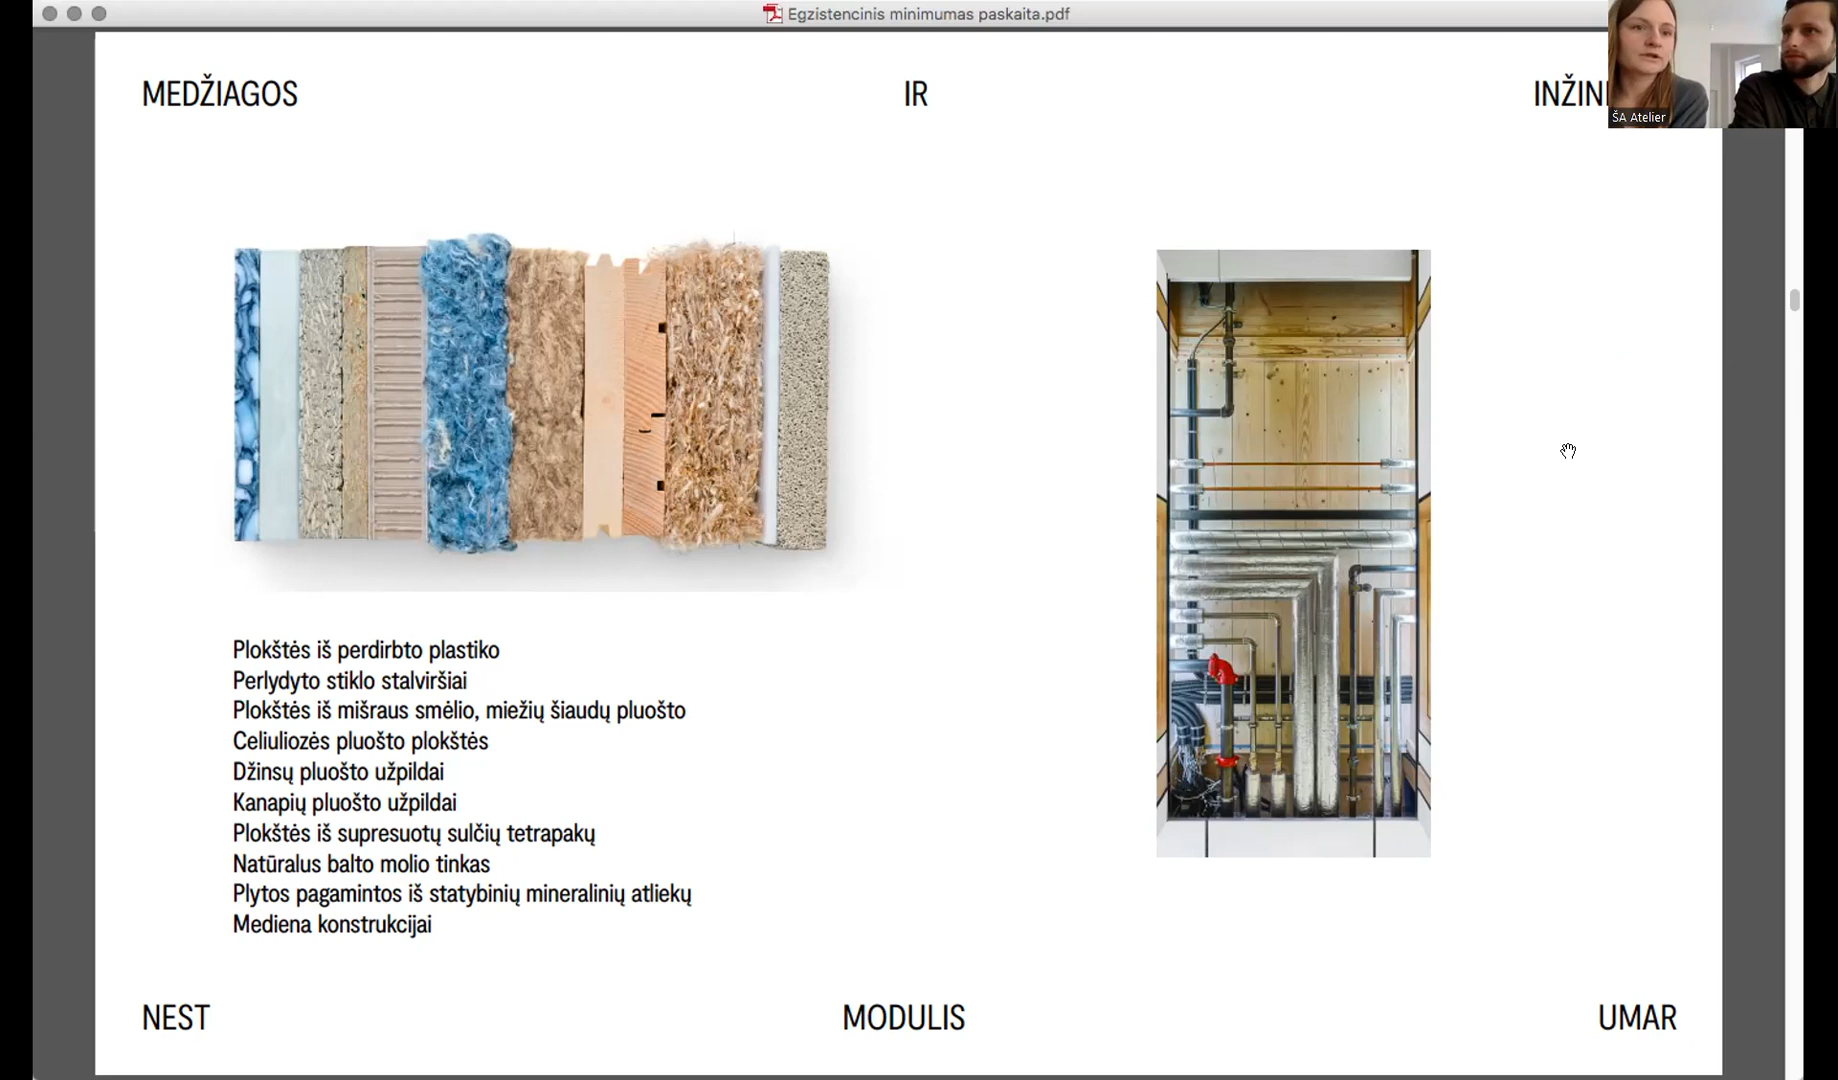 Egzistencinis minimumas paskaita.pdf
MEDŽIAGOS IR
ŠA Atelier
Plokštės iš perdirbto plastiko
Perlydyto stiklo stalviršiai
Plokštės iš mišraus smėlio, miežių šiaudų pluošto
Celiuliozės pluošto plokštės
Džinsų pluošto užpildai
Kanapių pluošto užpildai
Plokštės iš supresuotų sulčių tetrapakų
Natūralus balto molio tinkas
Plytos pagamintos iš statybinių mineralinių atliekų
Mediena konstrukcijai
NEST MODULIS UMAR